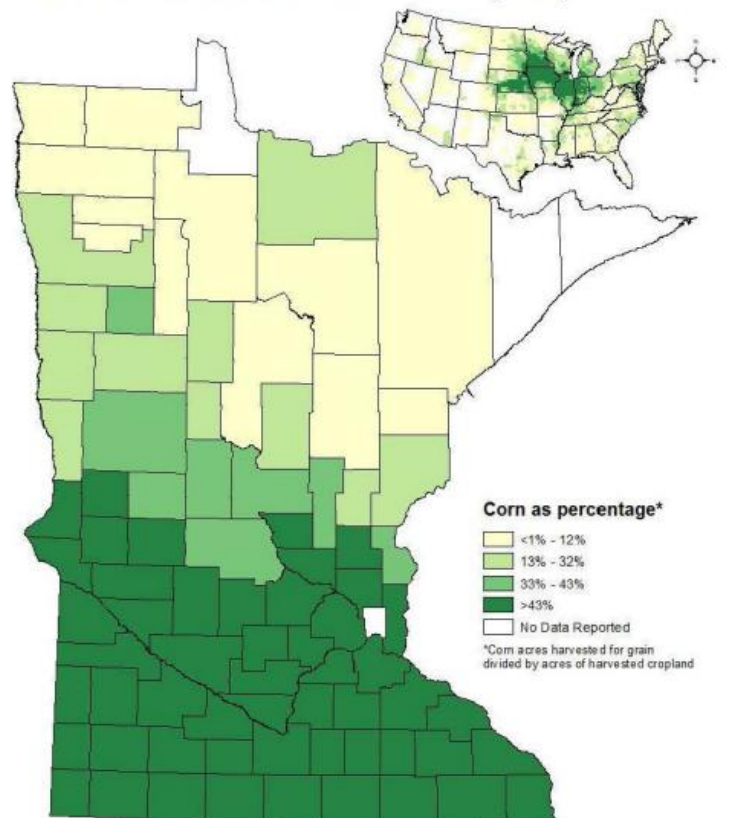 Corn as percentage*
<1% - 12%
13% - 32%
33% - 43%
>43%
No Data Reported
*Corn acres harvested for grain
divided by acres of harvested cropland